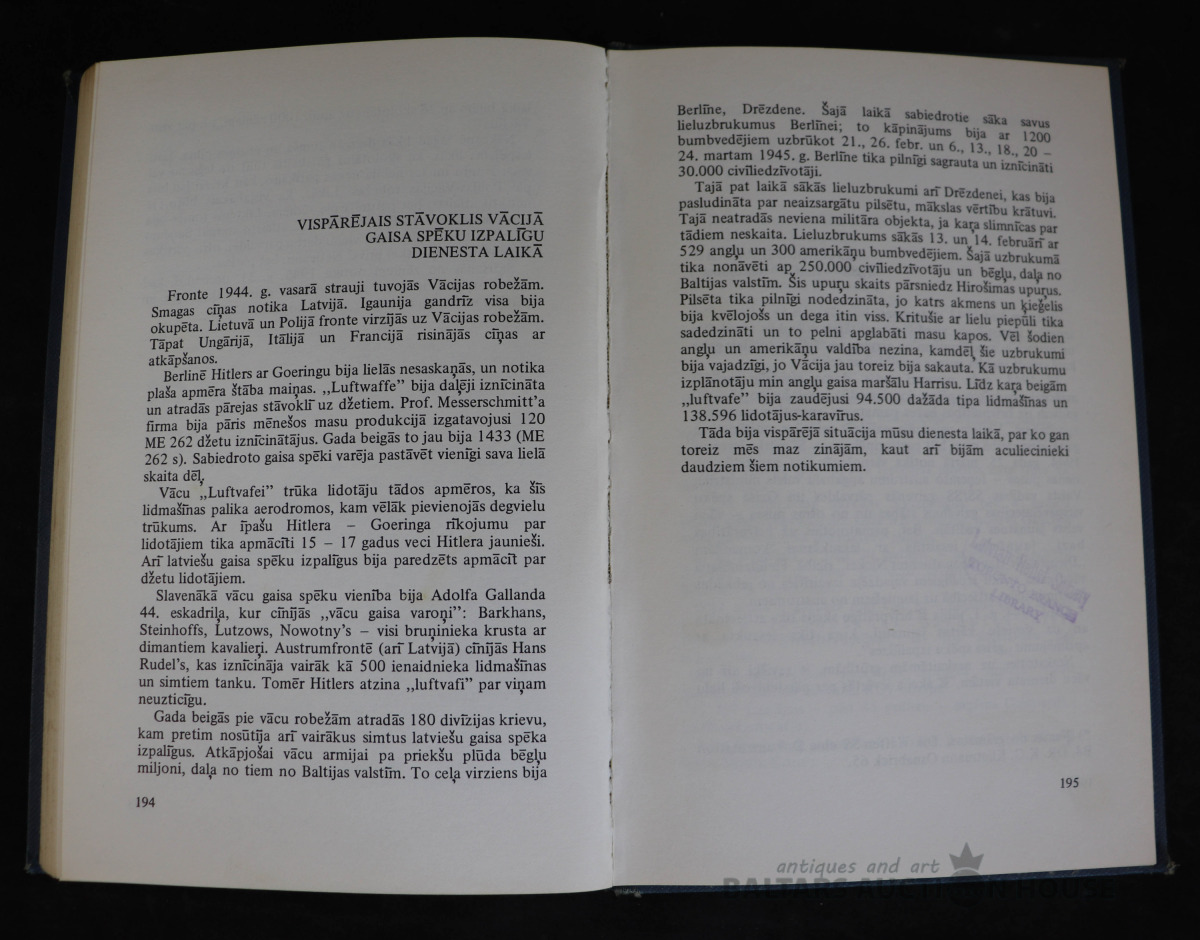 VISPĀRĒJAIS STĀVOKLIS VĀCIJĀ
GAISA SPĒKU IZPALĪGU
DIENESTA LAIKĀ
Fronte 1944. g. vasarā strauji tuvojās Vācijas robežām.
Smagas cīņas notika Latvijā. Igaunija gandrīz visa bija
okupēta. Lietuvā un Polijā fronte virzījās uz Vācijas robežām.
Tāpat Ungārijā, Itālijā un Francijā risinājās cīņas ar
atkāpšanos.
Berlinē Hitlers ar Goeringu bija lielās nesaskaņās, un notika
plaša apmēra štāba maiņas. ,,Luftwaffe” bija daļēji iznīcināta
un atradās pārejas stāvoklī uz džetiem. Prof. Messerschmitt’a
firma bija pāris mēnešos masu produkcijā izgatavojusi 120
ME 262 džetu iznīcinātājus. Gada beigās to jau bija 1433 (ME
262 s). Sabiedroto gaisa spēki varēja pastāvēt vienīgi sava lielā
skaita dēļ.
Vācu ,,Luftvafei” trūka lidotāju tādos apmēros, ka šīs
lidmašīnas palika aerodromos, kam vēlāk pievienojās degvielu
trūkums. Ar īpašu Hitlera – Goeringa rīkojumu par
lidotājiem tika apmācīti 15 – 17 gadus veci Hitlera jaunieši.
Arī latviešu gaisa spēku izpalīgus bija paredzēts apmācīt par
džetu lidotājiem.
Slavenākā vācu gaisa spēku vienība bija Adolfa Gallanda
44. eskadriļa, kur cīnījās ,,vācu gaisa varoņi”: Barkhans,
Steinhoffs, Lutzows, Nowotny’s – visi bruņinieka krusta ar
dimantiem kavalieŗi. Austrumfrontē (arī Latvijā) cīnījās Hans
Rudel’s, kas iznīcināja vairāk kā 500 ienaidnieka lidmašīnas
un simtiem tanku. Tomēr Hitlers atzina ,,luftvafi” par viņam
neuzticīgu.
Gada beigās pie vācu robežām atradās 180 divīzijas krievu,
kam pretim nosūtīja arī vairākus simtus latviešu gaisa spēka
izpalīgus. Atkāpjošai vācu armijai pa priekšu plūda bēgļu
miljoni, daļa no tiem no Baltijas valstīm. To ceļa virziens bija
194
Berlīne, Drēzdene. Šajā laikā sabiedrotie sāka savus
lieluzbrukumus Berlīnei; to kāpinājums bija ar 1200
bumbvedējiem uzbrūkot 21., 26. febr. un 6., 13., 18., 20 –
24. martam 1945. g. Berlīne tika pilnīgi sagrauta un iznīcināti
30.000 civīliedzīvotāji.
Tajā pat laikā sākās lieluzbrukumi arī Drēzdenei, kas bija
pasludināta par neaizsargātu pilsētu, mākslas vērtību krātuvi.
Tajā neatradās neviena militāra objekta, ja kaŗa slimnīcas par
tādiem neskaita. Lieluzbrukums sākās 13. un 14. februārī ar
529 angļu un 300 amerikāņu bumbvedējiem. Šajā uzbrukumā
tika nonāvēti ap 250.000 civīliedzīvotāju un bēgļu, daļa no
Baltijas valstīm. Šis upuŗu skaits pārsniedz Hirošimas upuŗus.
Pilsēta tika pilnīgi nodedzināta, jo katrs akmens un ķieģelis
bija kvēlojošs un dega itin viss. Kritušie ar lielu piepūli tika
sadedzināti un to pelni apglabāti masu kapos. Vēl šodien
angļu un amerikāņu valdība nezina, kamdēļ šie uzbrukumi
bija vajadzīgi, jo Vācija jau toreiz bija sakauta. Kā uzbrukumu
izplānotāju min angļu gaisa maršālu Harrisu. Līdz kaŗa beigām
,,luftvafe” bija zaudējusi 94.500 dažāda tipa lidmašīnas un
138.596 lidotājus-karavīrus.
Tāda bija vispārējā situācija mūsu dienesta laikā, par ko gan
toreiz mēs maz zinājām, kaut arī bijām aculiecinieki
daudziem šiem notikumiem.
195
antiques and art
BALTARS AUCTION HOUSE